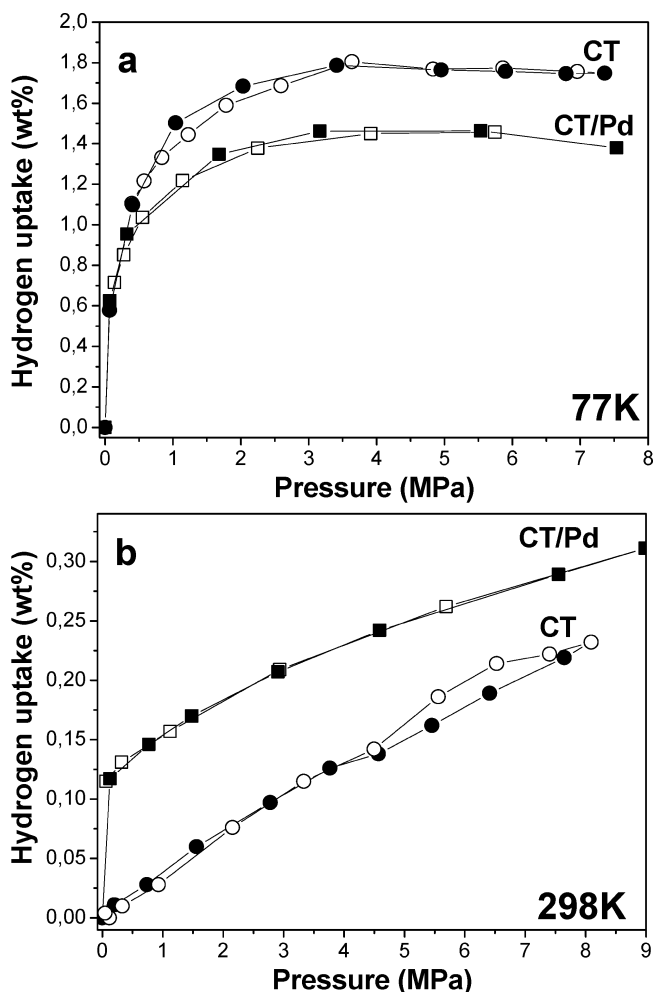 a
Hydrogen uptake (wt%)
2,0
1,8
1,6
1,4
1,2
1,0
0,8
0,6
0,4
0,2
0,0
CT
CT/Pd
77K
0 1 2 3 4 5 6 7 8
Pressure (MPa)
b
Hydrogen uptake (wt%)
0,30
0,25
0,20
0,15
0,10
0,05
0,00
CT/Pd
CT
298K
0 1 2 3 4 5 6 7 8 9
Pressure (MPa)